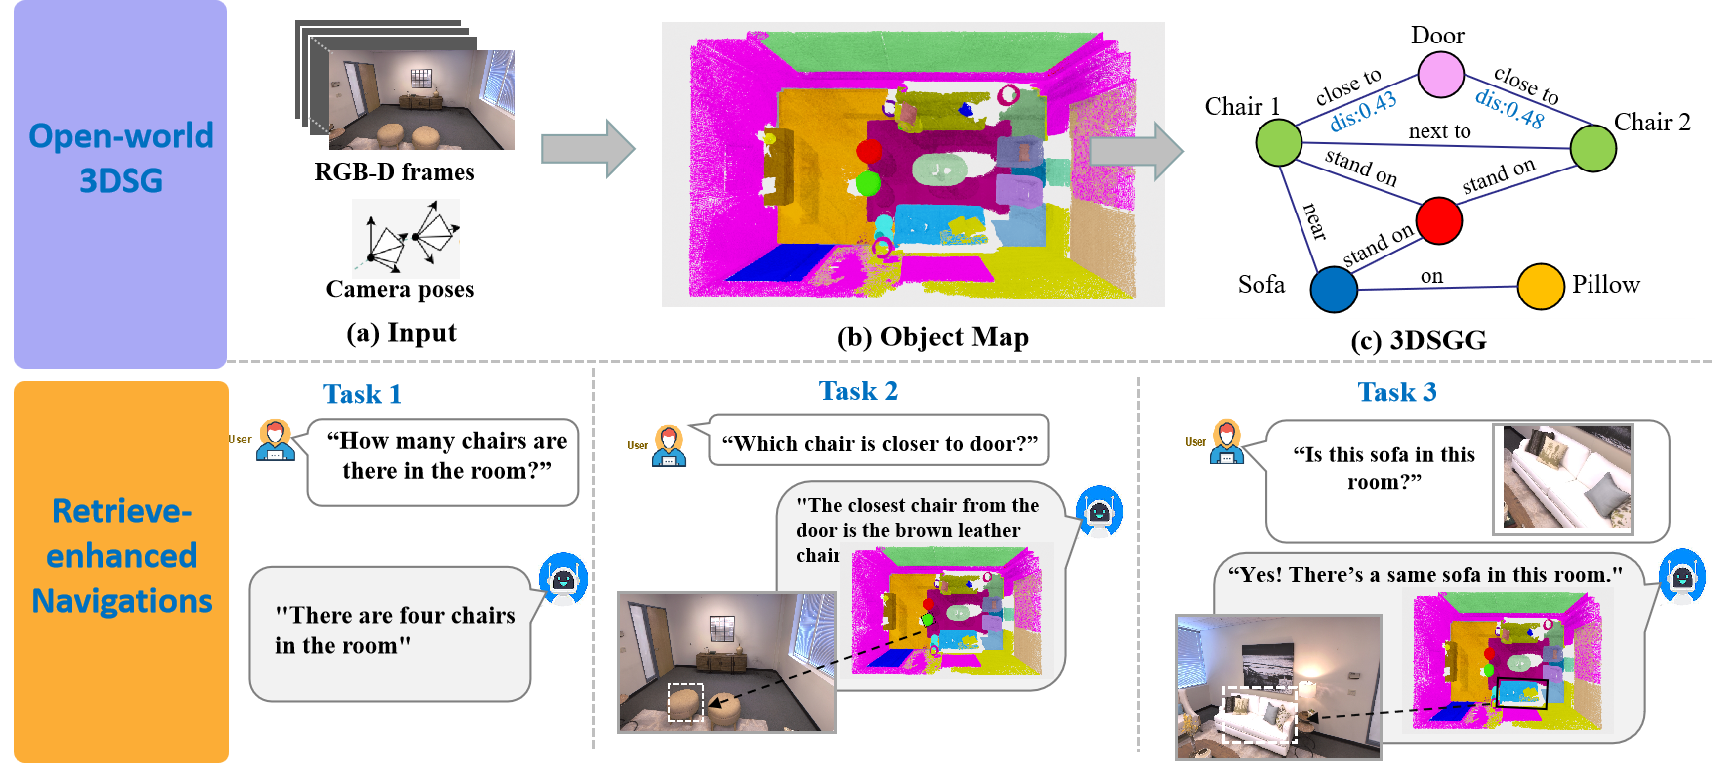 Open-world
3DSG
RGB-D frames
Camera poses
(a) Input
(b) Object Map
Door
close to
close to
dis:0.43
dis:0.48
Chair 1
Chair 2
next to
stand on
stand on
near
stand on
Sofa
on
Pillow
(c) 3DSGG
Retrieve-
enhanced
Navigations
Task 1
User
“How many chairs are
there in the room?”
"There are four chairs
in the room"
Task 2
User
“Which chair is closer to door?”
"The closest chair from the
door is the brown leather
chair
Task 3
User
“Is this sofa in this
room?”
“Yes! There’s a same sofa in this room."